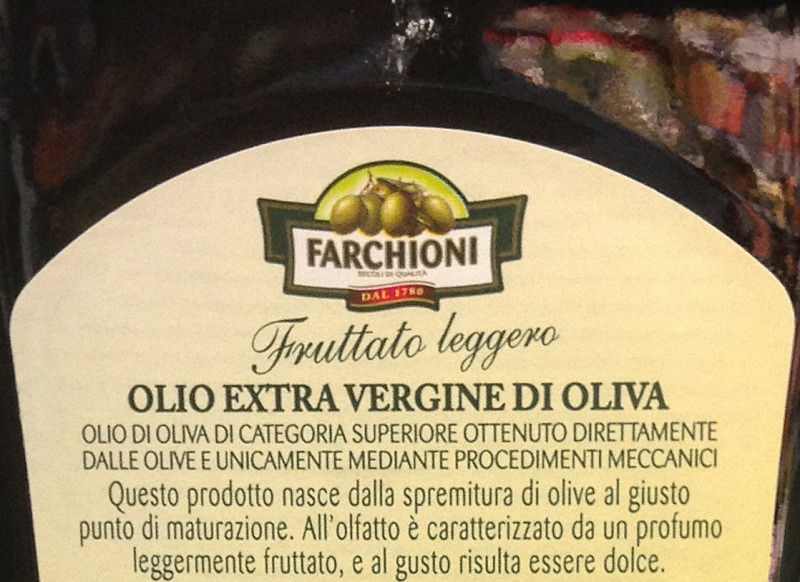 FARCHIONI
SECOLI DI QUALITÀ
DAL 1780
Fruttato leggero
OLIO EXTRA VERGINE DI OLIVA
OLIO DI OLIVA DI CATEGORIA SUPERIORE OTTENUTO DIRETTAMENTE
DALLE OLIVE E UNICAMENTE MEDIANTE PROCEDIMENTI MECCANICI
Questo prodotto nasce dalla spremitura di olive al giusto
punto di maturazione. All'olfatto è caratterizzato da un profumo
leggermente fruttato, e al gusto risulta essere dolce.